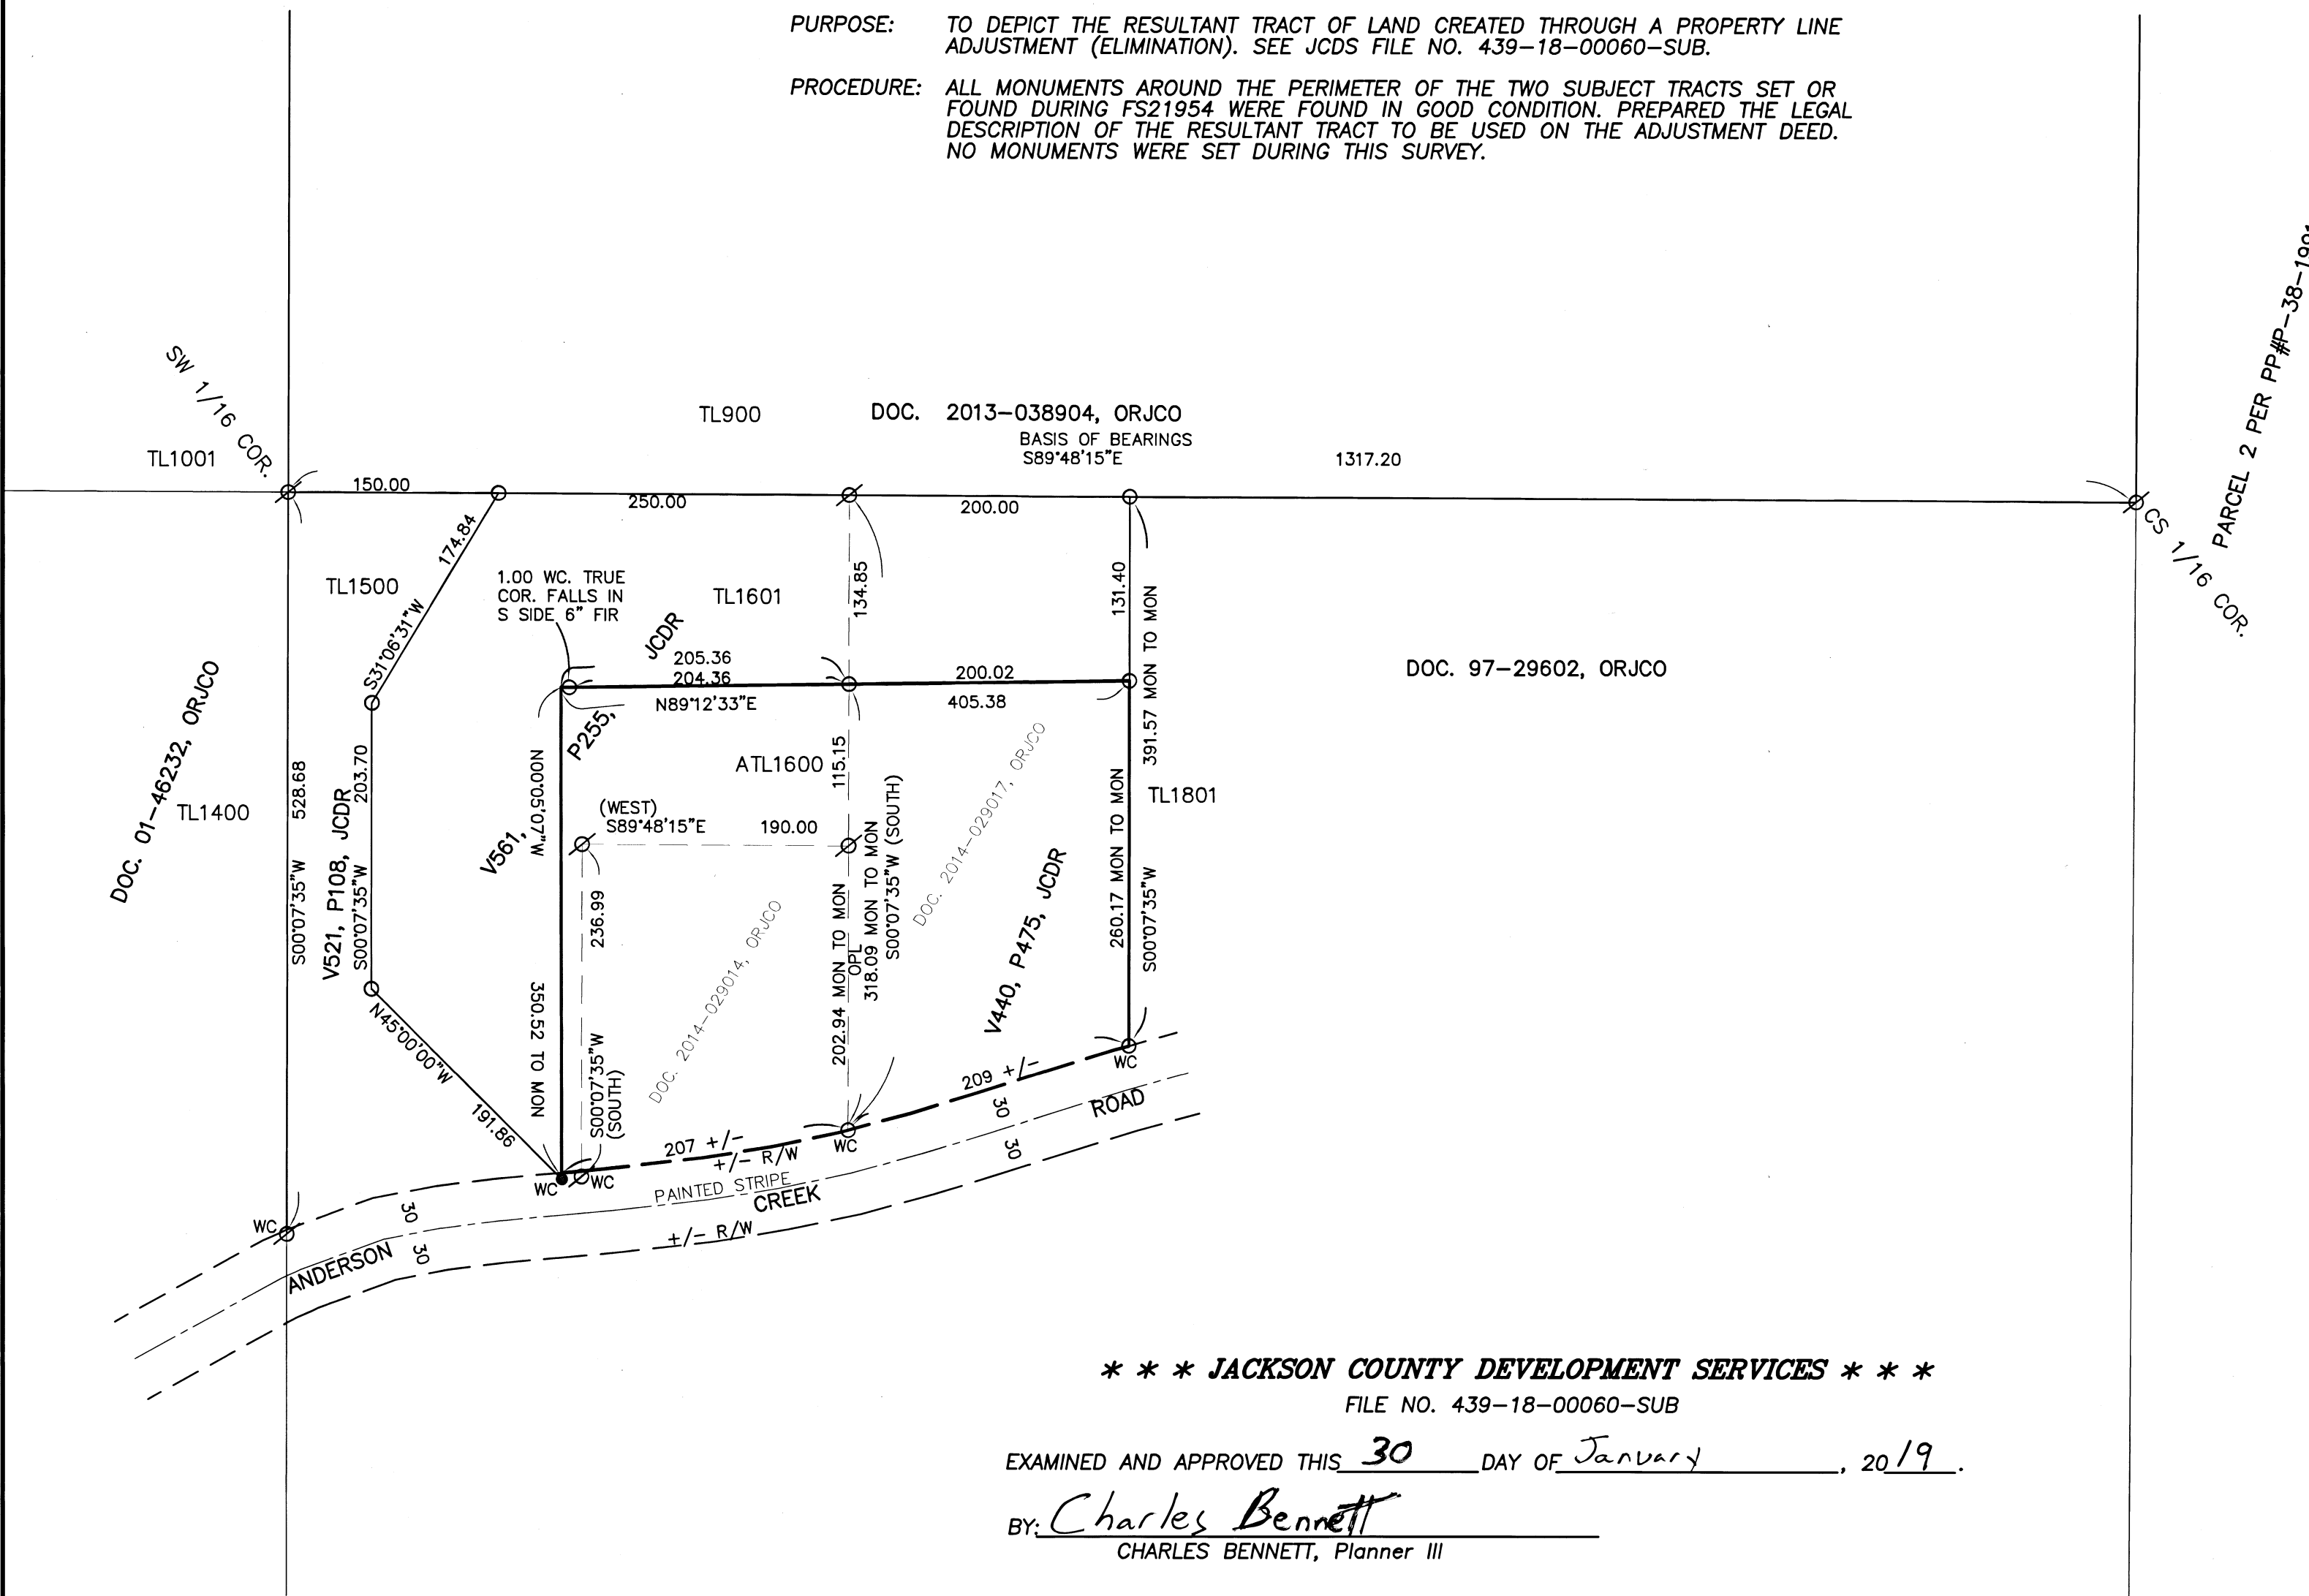 PURPOSE: TO DEPICT THE RESULTANT TRACT OF LAND CREATED THROUGH A PROPERTY LINE
ADJUSTMENT (ELIMINATION). SEE JCDS FILE NO. 439-18-00060-SUB.
PROCEDURE: ALL MONUMENTS AROUND THE PERIMETER OF THE TWO SUBJECT TRACTS SET OR
FOUND DURING FS21954 WERE FOUND IN GOOD CONDITION. PREPARED THE LEGAL
DESCRIPTION OF THE RESULTANT TRACT TO BE USED ON THE ADJUSTMENT DEED.
NO MONUMENTS WERE SET DURING THIS SURVEY.
PARCEL 2 PER PP#P-38-1991
SW 1/16 COR.
TL900
DOC. 2013-038904, ORJCO
BASIS OF BEARINGS
S89°48'15"E
1317.20
TL1001
150.00
250.00
200.00
CS 1/16 COR.
174.84
S31°06'31"W
TL1500
1.00 WC. TRUE
COR. FALLS IN
S SIDE 6" FIR
TL1601
134.85
131.40
391.57 MON TO MON
JCDR
205.36
204.36
N89°12'33"E
200.02
405.38
DOC. 97-29602, ORJCO
DOC. 01-46232, ORJCO
TL1400
528.68
S00°07'35"W
V521, P108, JCDR
203.70
S00°07'35"W
V561,
P255,
N00°05'07"W
350.52 TO MON
ATL1600
115.15
(WEST)
S89°48'15"E
190.00
236.99
S00°07'35"W
(SOUTH)
DOC. 2014-029014, ORJCO
202.94 MON TO MON
OPL
318.09 MON TO MON
S00°07'35"W (SOUTH)
DOC. 2014-029017, ORJCO
V440, P475, JCDR
260.17 MON TO MON
S00°07'35"W
TL1801
N45°00'00"W
191.86
WC
WC
WC
WC
WC
207 +/-
+/- R/W
209 +/-
30
30
30
30
PAINTED STRIPE
ANDERSON
CREEK
ROAD
+/- R/W
* * * JACKSON COUNTY DEVELOPMENT SERVICES * * *
FILE NO. 439-18-00060-SUB
EXAMINED AND APPROVED THIS 30 DAY OF January, 2019.
BY: Charles Bennett
CHARLES BENNETT, Planner III